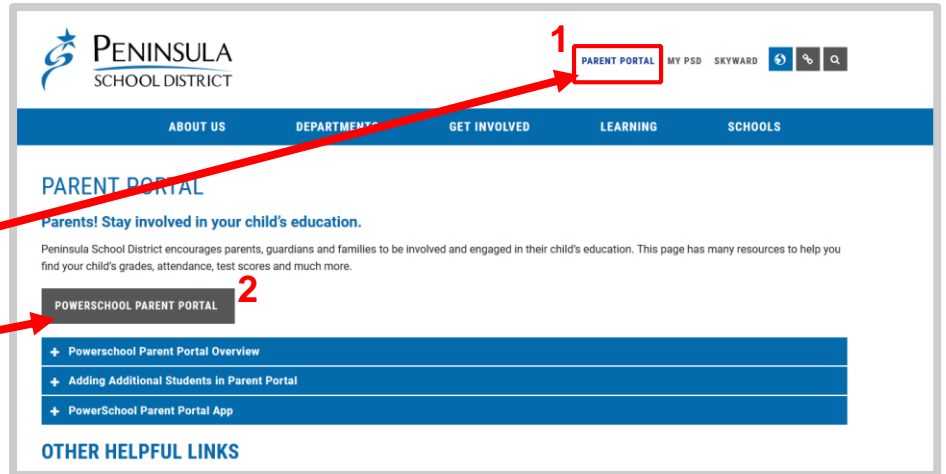 PENINSULA
SCHOOL DISTRICT
1
PARENT PORTAL MY PSD SKYWARD
ABOUT US DEPARTMENTS GET INVOLVED LEARNING SCHOOLS
PARENT PORTAL
Parents! Stay involved in your child's education.
Peninsula School District encourages parents, guardians and families to be involved and engaged in their child's education. This page has many resources to help you
find your child's grades, attendance, test scores and much more.
POWERSCHOOL PARENT PORTAL
2
+ Powerschool Parent Portal Overview
+ Adding Additional Students in Parent Portal
+ PowerSchool Parent Portal App
OTHER HELPFUL LINKS